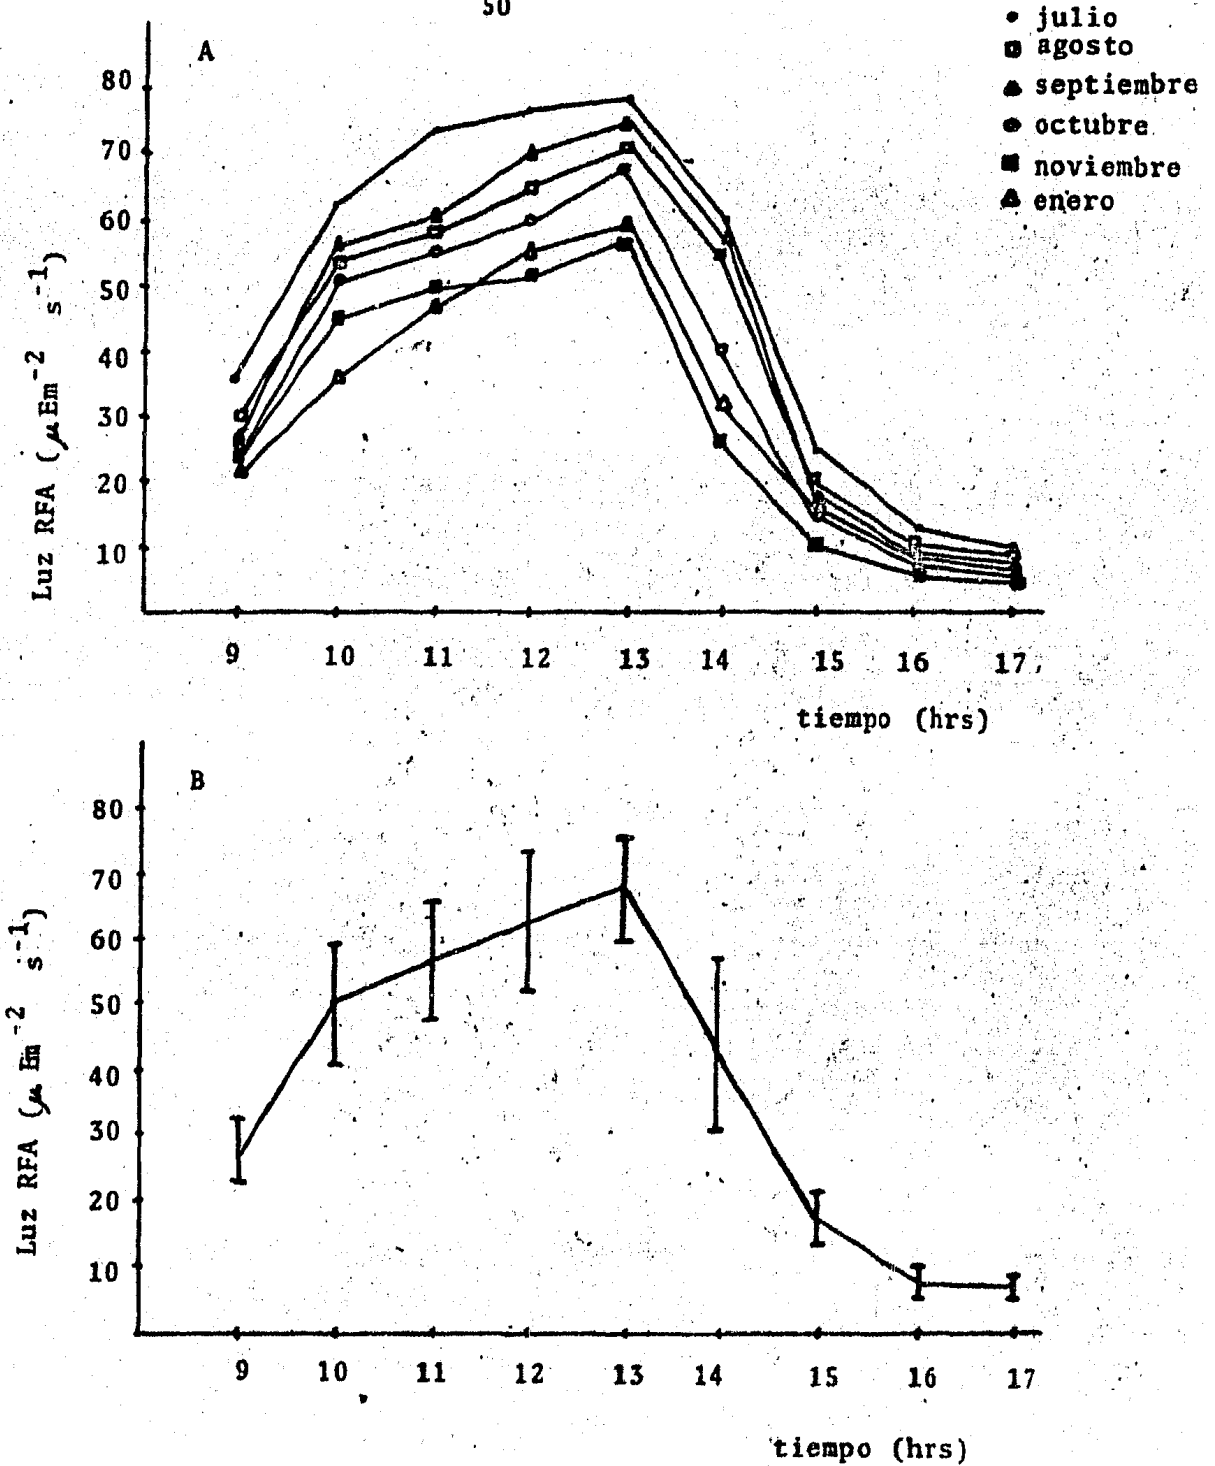 50
A
julio
agosto
septiembre
octubre
noviembre
enero
80
70
60
50
40
30
20
10
Luz RFA (μEm⁻² s⁻¹)
9 10 11 12 13 14 15 16 17
tiempo (hrs)
B
80
70
60
50
40
30
20
10
Luz RFA (μ Em⁻² s⁻¹)
9 10 11 12 13 14 15 16 17
tiempo (hrs)